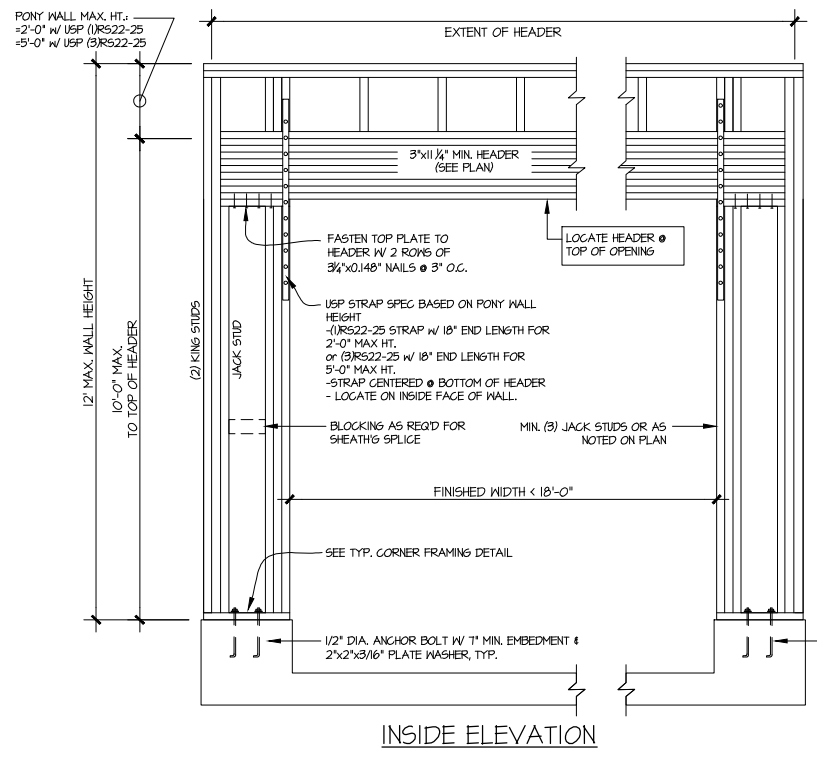 PONY WALL MAX. HT.:
=2'-0" W/ USP (1)RS22-25
=5'-0" W/ USP (3)RS22-25
EXTENT OF HEADER
3"x11 1/4" MIN. HEADER
(SEE PLAN)
FASTEN TOP PLATE TO
HEADER W/ 2 ROWS OF
3 1/4"x0.148" NAILS @ 3" O.C.
LOCATE HEADER @
TOP OF OPENING
USP STRAP SPEC BASED ON PONY WALL
HEIGHT
-(1)RS22-25 STRAP W/ 18" END LENGTH FOR
2'-0" MAX HT.
or (3)RS22-25 W/ 18" END LENGTH FOR
5'-0" MAX HT.
-STRAP CENTERED @ BOTTOM OF HEADER
- LOCATE ON INSIDE FACE OF WALL.
12' MAX. WALL HEIGHT
10'-0" MAX.
TO TOP OF HEADER
(2) KING STUDS
JACK STUD
BLOCKING AS REQ'D FOR
SHEATH'G SPLICE
MIN. (3) JACK STUDS OR AS
NOTED ON PLAN
FINISHED WIDTH < 18'-0"
SEE TYP. CORNER FRAMING DETAIL
1/2" DIA. ANCHOR BOLT W/ 7" MIN. EMBEDMENT &
2"x2"x3/16" PLATE WASHER, TYP.
INSIDE ELEVATION